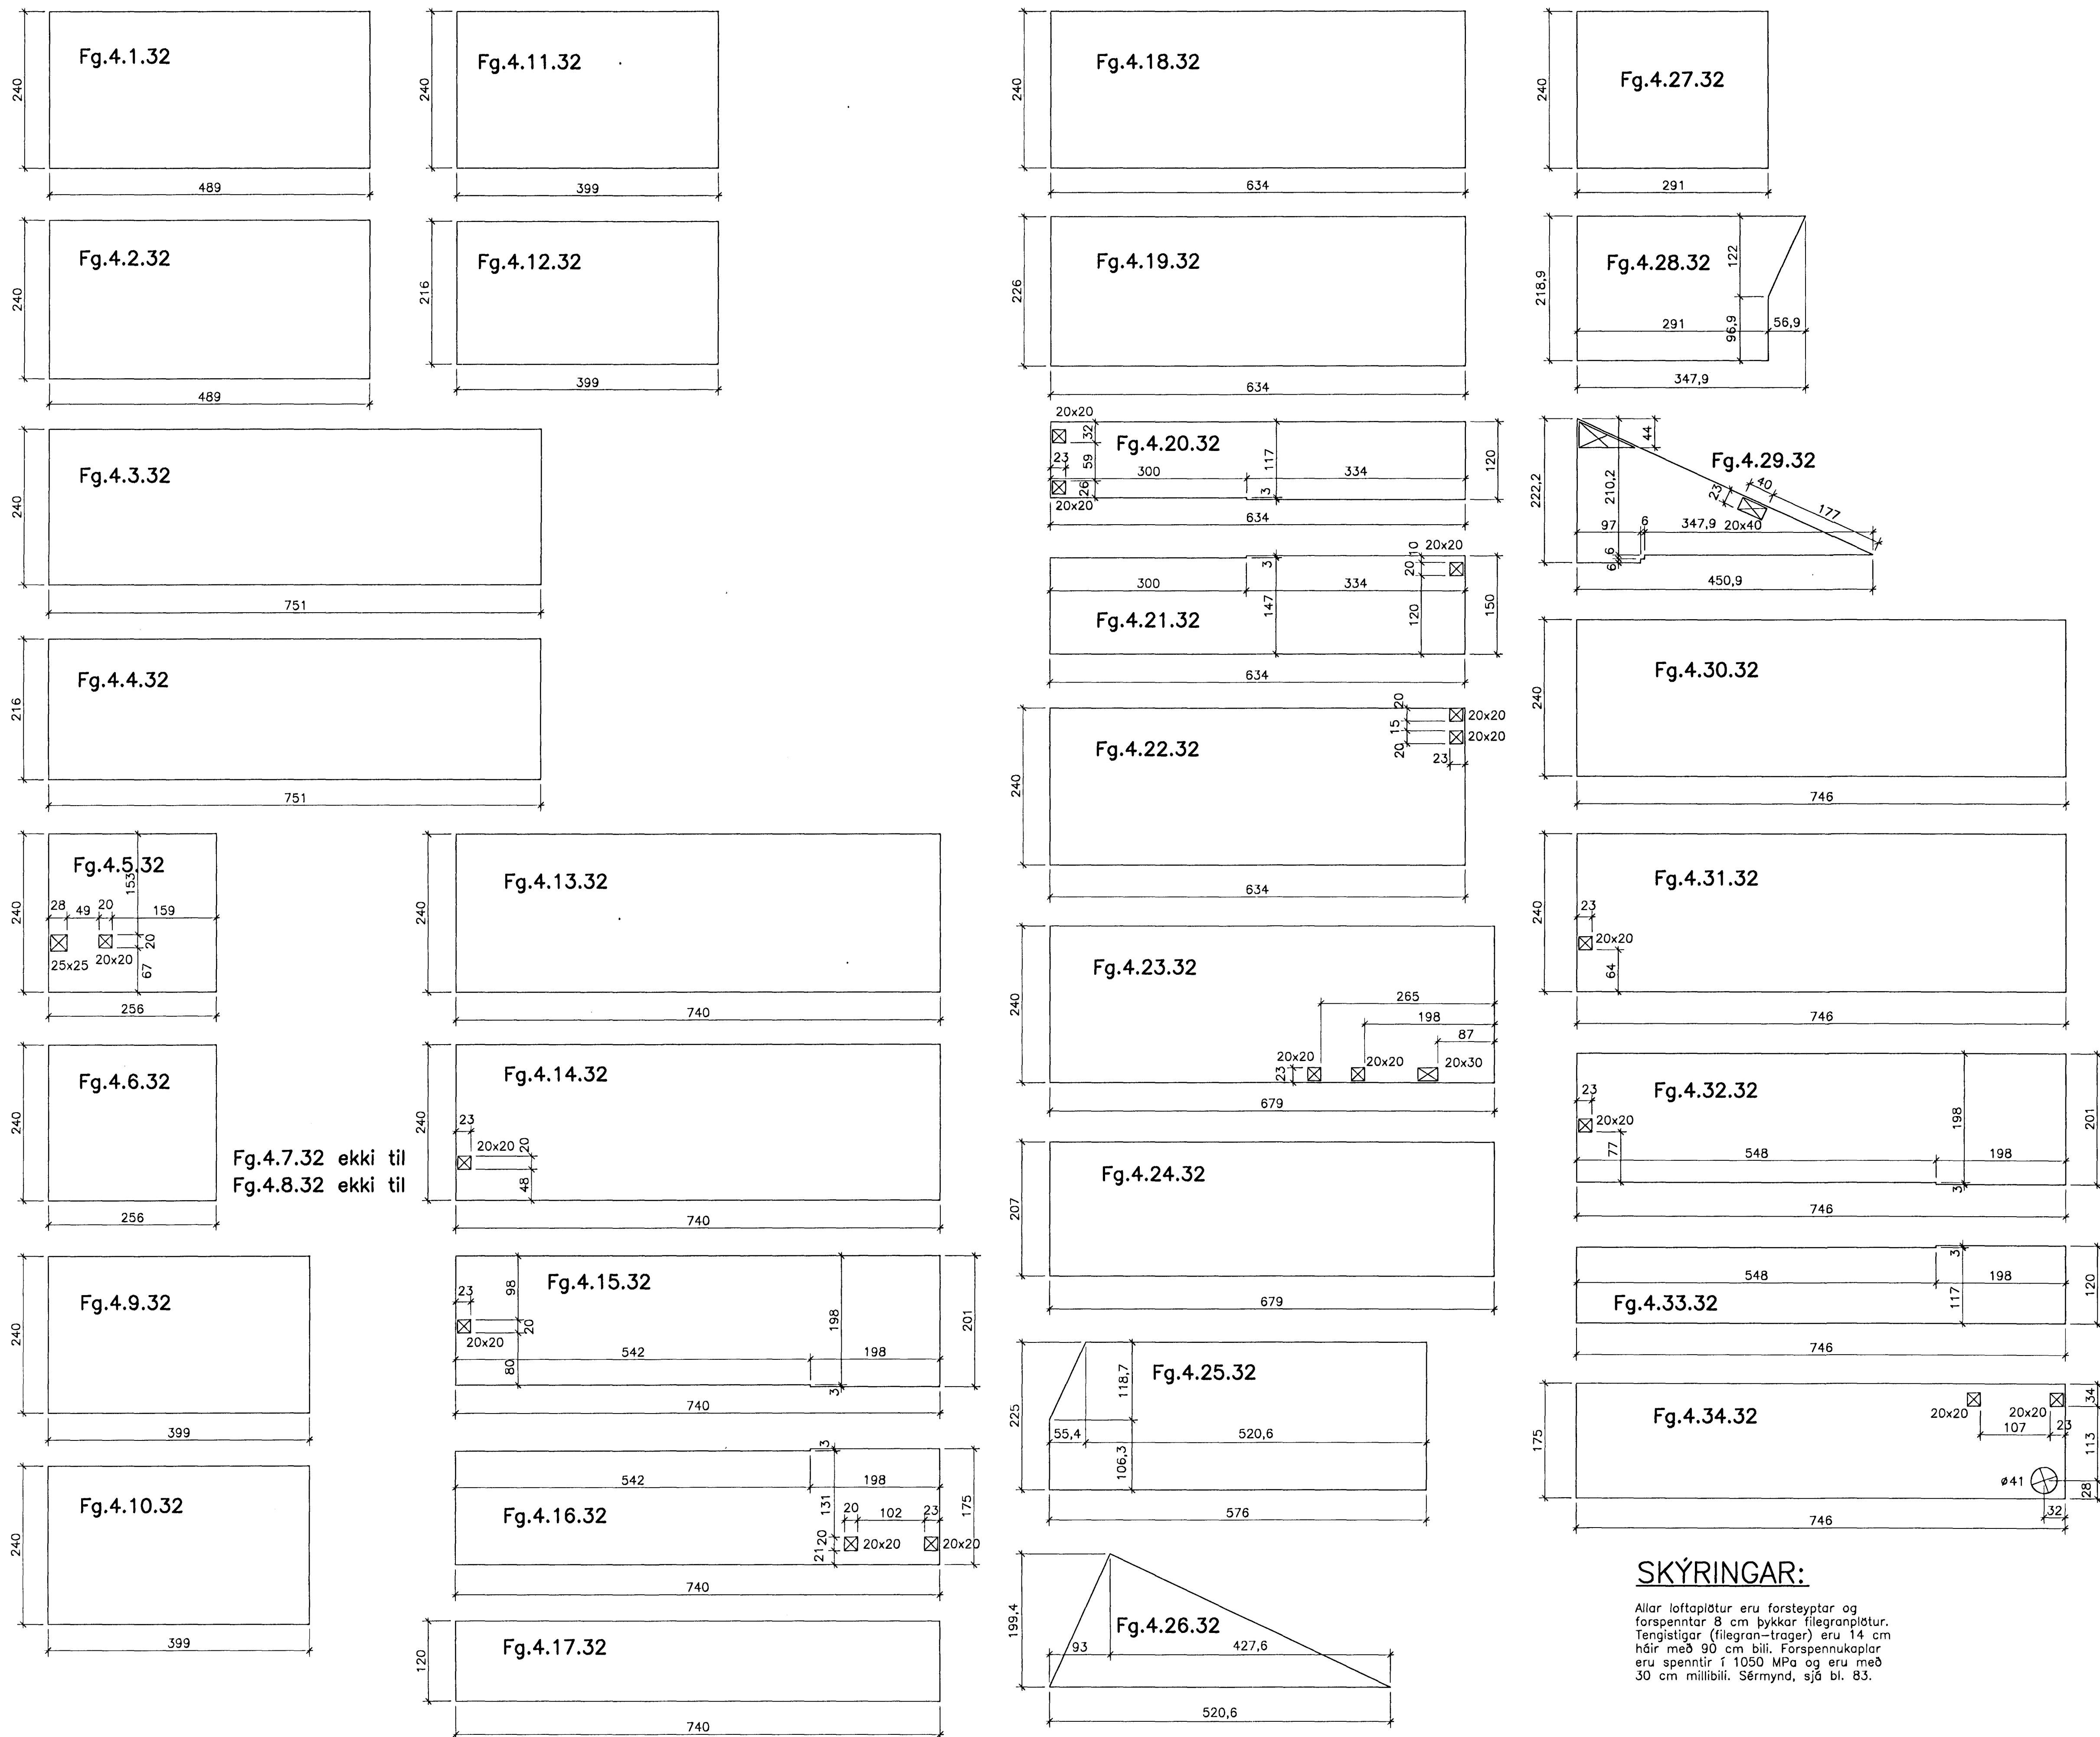 Fg.4.1.32
240
489
Fg.4.2.32
240
489
Fg.4.3.32
240
751
Fg.4.4.32
216
751
Fg.4.5.32
240
153
28 49 20 159
20
25x25 20x20
67
256
Fg.4.6.32
240
256
Fg.4.7.32 ekki til
Fg.4.8.32 ekki til
Fg.4.9.32
240
399
Fg.4.10.32
240
399
Fg.4.11.32
240
399
Fg.4.12.32
216
399
Fg.4.13.32
240
740
Fg.4.14.32
240
23
20x20 20
48
740
Fg.4.15.32
98
23
20
20x20
80
198
201
542 198
3
740
3
542 198
Fg.4.16.32
131
175
20 102 23
20
20x20 20x20
21
740
Fg.4.17.32
120
740
Fg.4.18.32
240
634
Fg.4.19.32
226
634
20x20
32
Fg.4.20.32
23 59
117
120
300 334
26
3
20x20
634
10 20x20
3 20
300 334
147 120 150
Fg.4.21.32
634
20
20x20
15
20x20
20
23
Fg.4.22.32
240
634
Fg.4.23.32
240
265
198
87
20x20 20x20 20x30
23
679
Fg.4.24.32
207
679
Fg.4.25.32
118,7
225
55,4 520,6
106,3
576
Fg.4.26.32
199,4
93 427,6
520,6
Fg.4.27.32
240
291
Fg.4.28.32
122
218,9
291 56,9
96,9
347,9
44
Fg.4.29.32
222,2
210,2
40
23
177
97 6 347,9 20x40
6
6
450,9
Fg.4.30.32
240
746
Fg.4.31.32
240
23
20x20
64
746
Fg.4.32.32
23
20x20
77
198
201
548 198
3
746
3
548 198
117
120
Fg.4.33.32
746
Fg.4.34.32
175
34
20x20 20x20
107 23
113
ø41
28
32
746
SKÝRINGAR:
Allar loftaplötur eru forsteyptar og
forspenntar 8 cm þykkar filegranplötur.
Tengistigar (filegran-trager) eru 14 cm
háir með 90 cm bili. Forspennukaplar
eru spenntir í 1050 MPa og eru með
30 cm millibili. Sérmynd, sjá bl. 83.